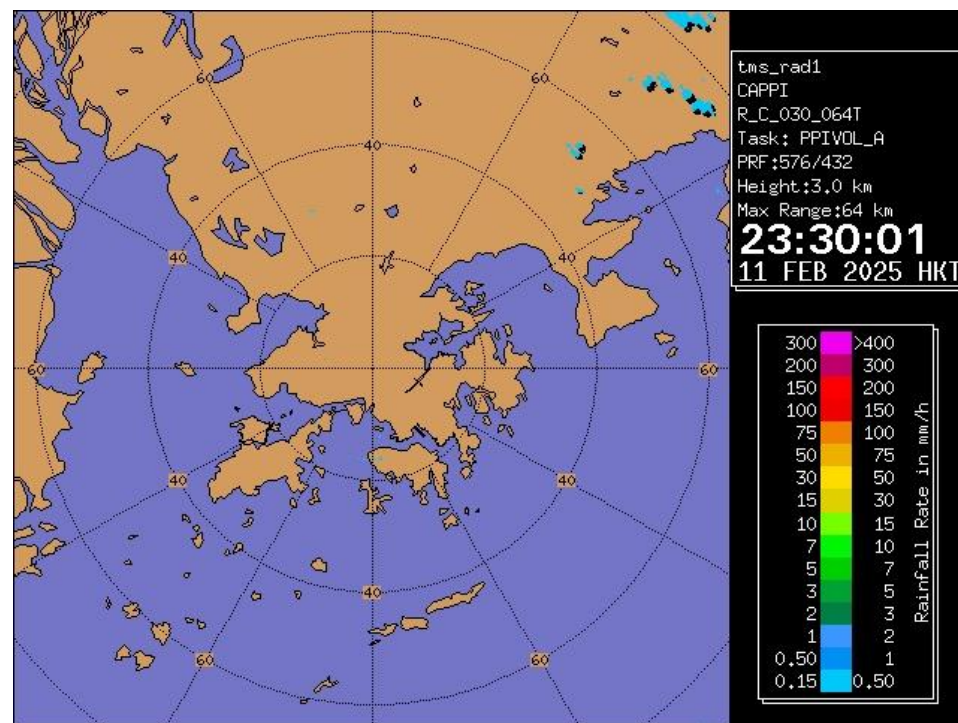 tms_rad1
CAPPI
R_C_030_064T
Task: PPIVOL_A
PRF:576/432
Height:3.0 km
Max Range:64 km
23:30:01
11 FEB 2025 HKT
60 60
40
40 40
60 60
40 40
40
60 60
300 >400
200 300
150 200
100 150
75 100
50 75
30 50
15 30
10 15
7 10
5 7
3 5
2 3
1 2
0.50 1
0.15 0.50
Rainfall Rate in mm/h